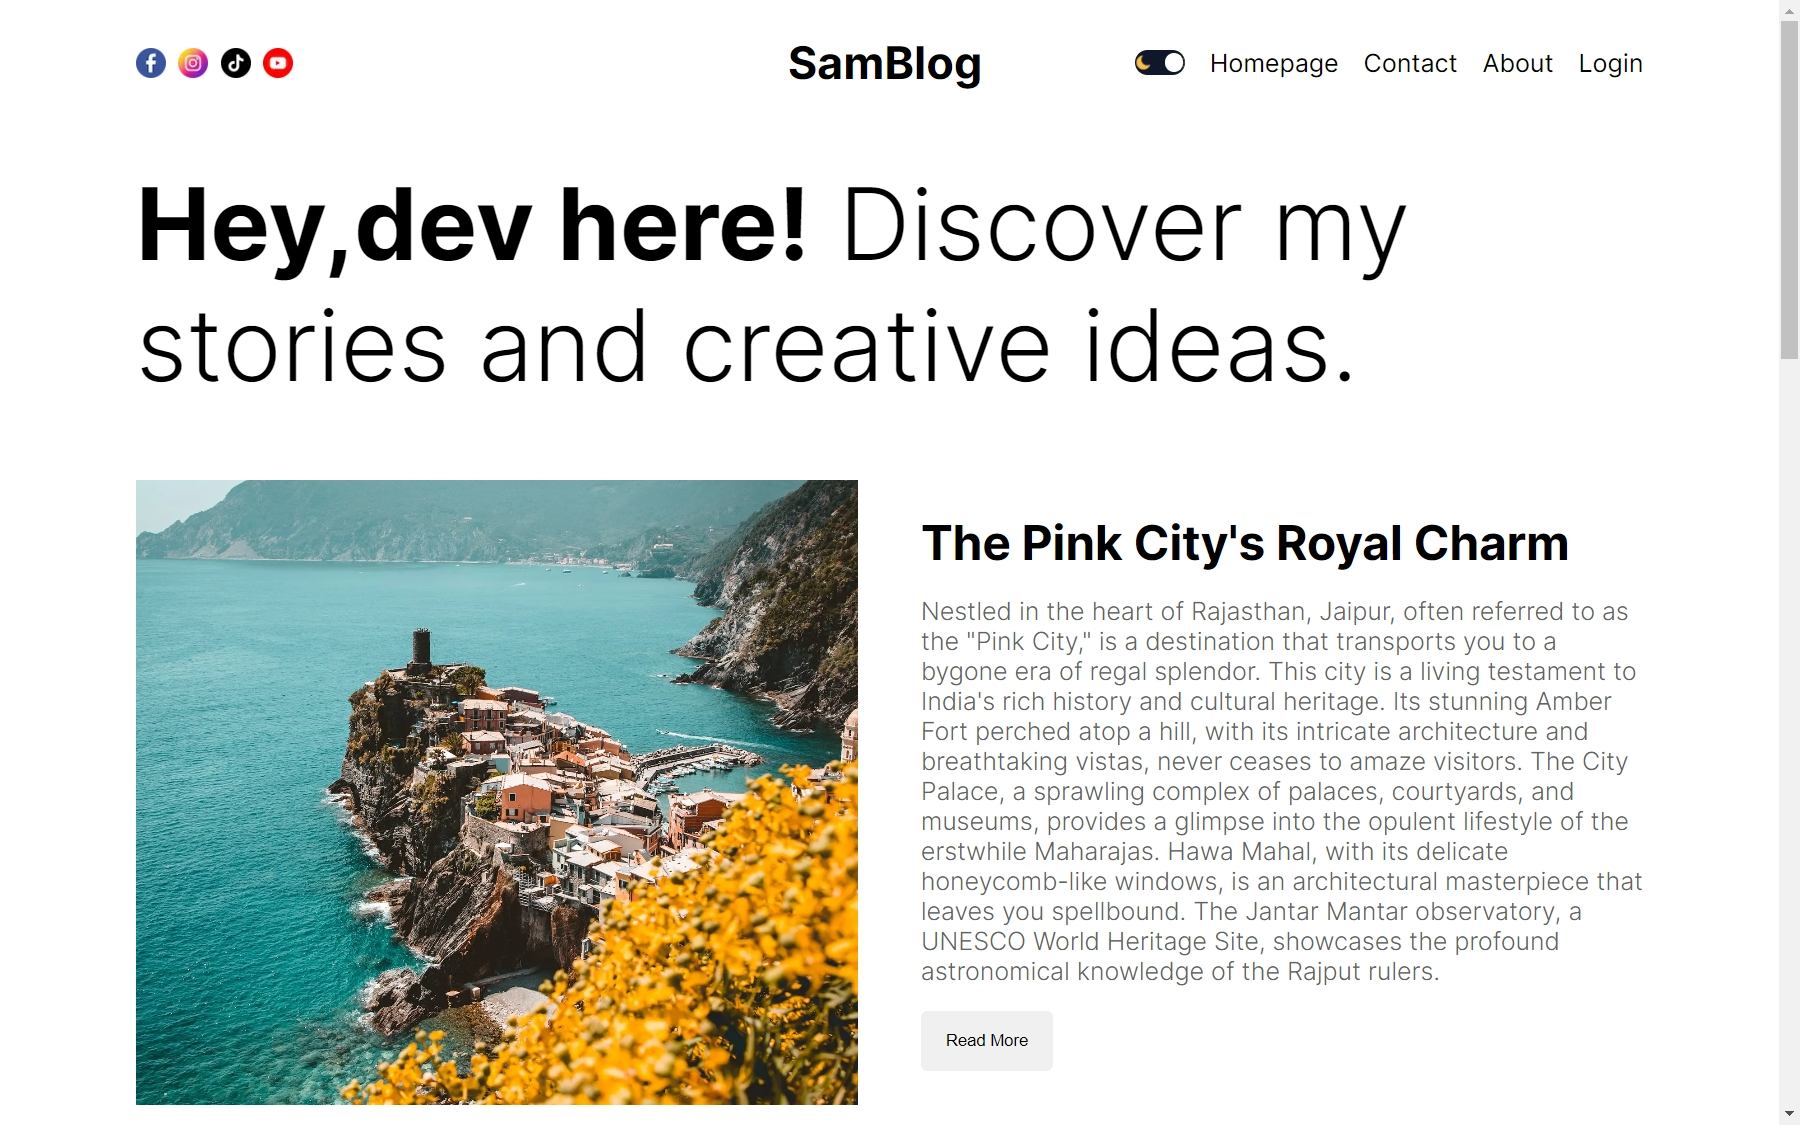 SamBlog
Homepage Contact About Login
Hey,dev here! Discover my
stories and creative ideas.
The Pink City's Royal Charm
Nestled in the heart of Rajasthan, Jaipur, often referred to as
the "Pink City," is a destination that transports you to a
bygone era of regal splendor. This city is a living testament to
India's rich history and cultural heritage. Its stunning Amber
Fort perched atop a hill, with its intricate architecture and
breathtaking vistas, never ceases to amaze visitors. The City
Palace, a sprawling complex of palaces, courtyards, and
museums, provides a glimpse into the opulent lifestyle of the
erstwhile Maharajas. Hawa Mahal, with its delicate
honeycomb-like windows, is an architectural masterpiece that
leaves you spellbound. The Jantar Mantar observatory, a
UNESCO World Heritage Site, showcases the profound
astronomical knowledge of the Rajput rulers.
Read More